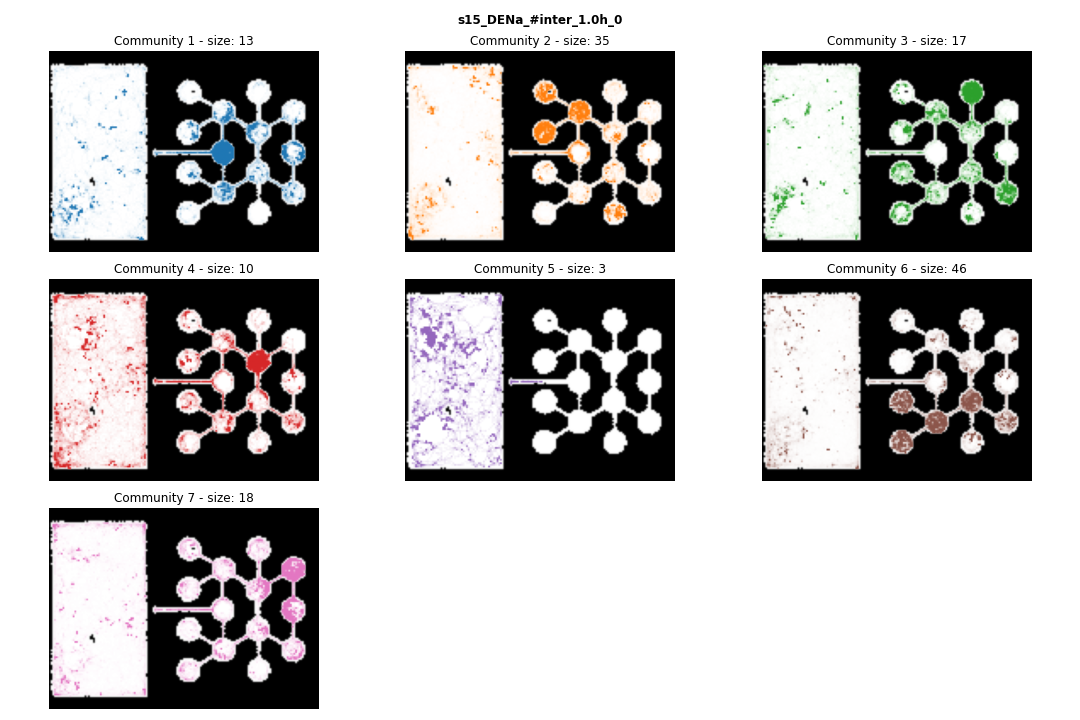 s15_DENa_#inter_1.0h_0
Community 1 - size: 13
Community 2 - size: 35
Community 3 - size: 17
Community 4 - size: 10
Community 5 - size: 3
Community 6 - size: 46
Community 7 - size: 18